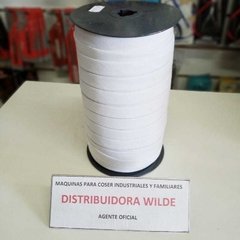 MAQUINAS PARA COSER INDUSTRIALES Y FAMILIARES
DISTRIBUIDORA WILDE
AGENTE OFICIAL